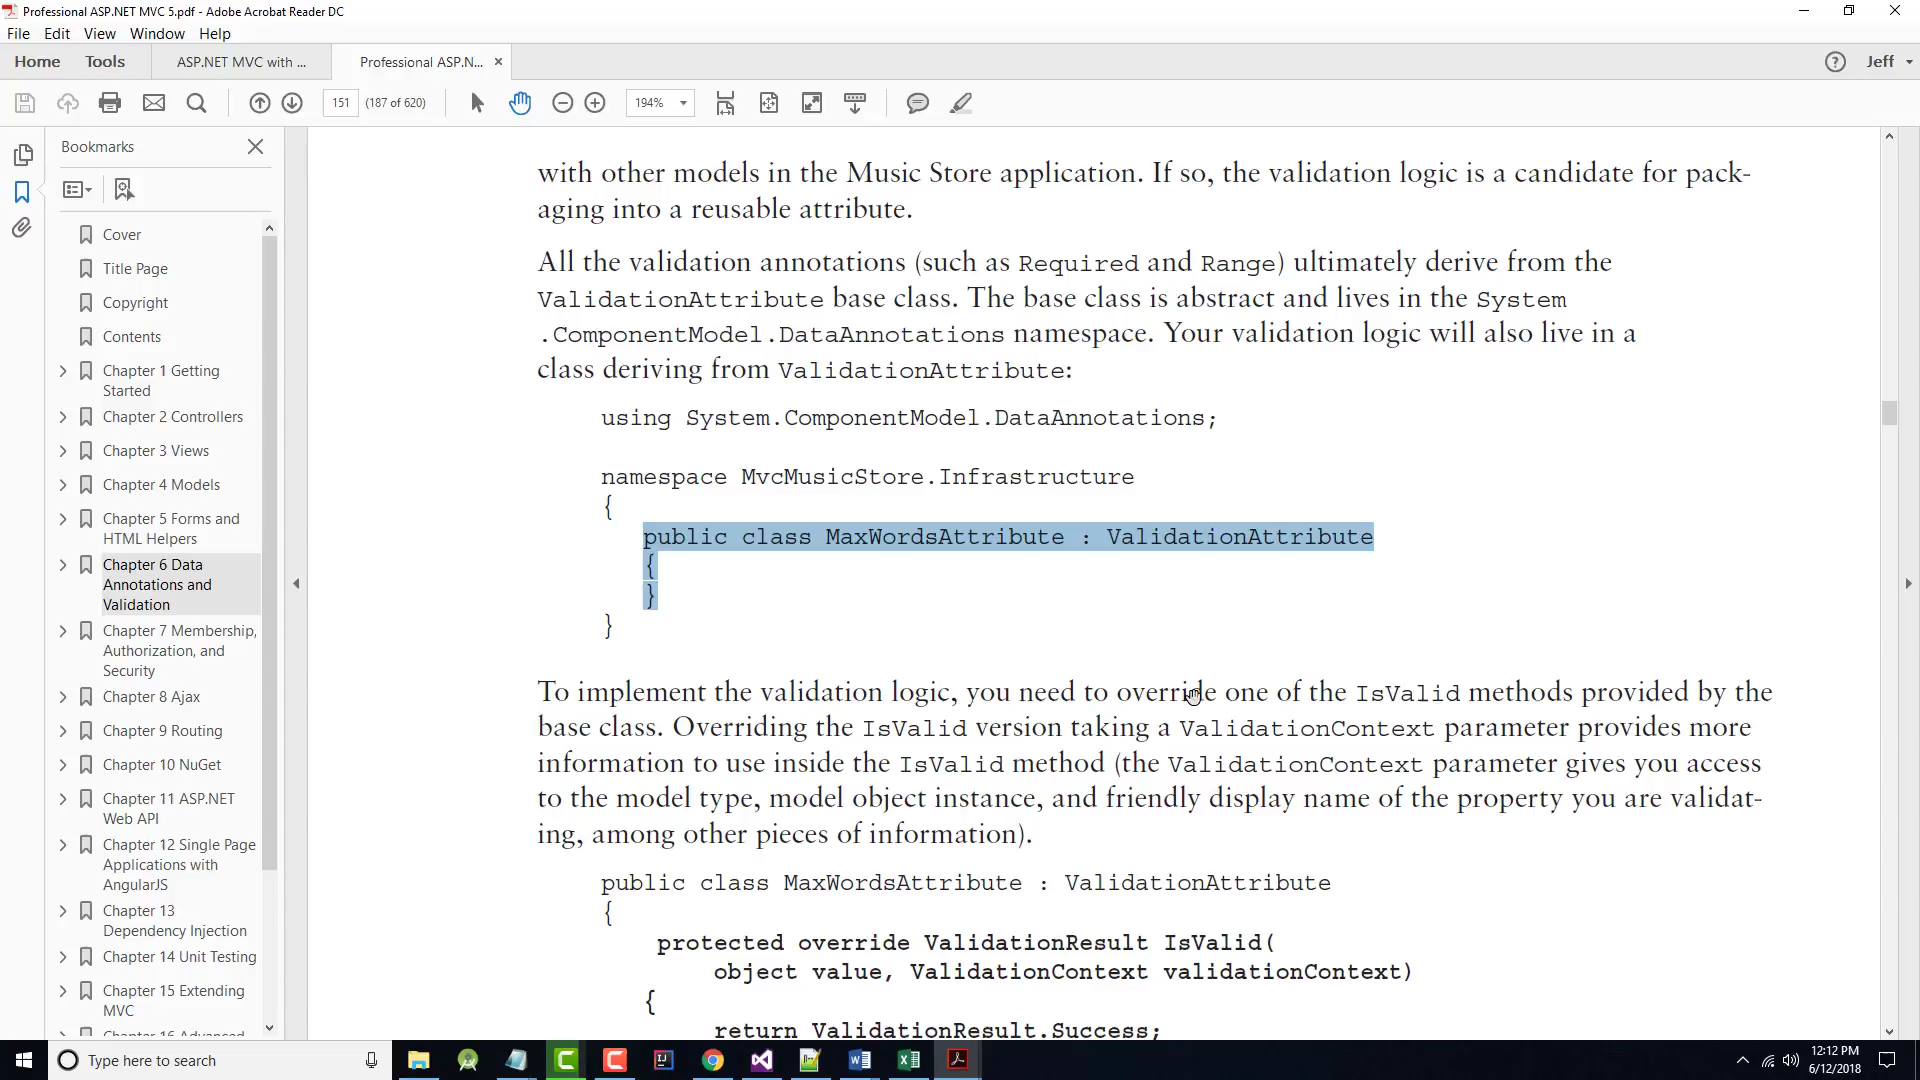 Professional ASP.NET MVC 5.pdf - Adobe Acrobat Reader DC
File Edit View Window Help
Home Tools ASP.NET MVC with ... Professional ASP.N... ×
Jeff
151 (187 of 620) 194%
Bookmarks
Cover
Title Page
Copyright
Contents
Chapter 1 Getting
Started
Chapter 2 Controllers
Chapter 3 Views
Chapter 4 Models
Chapter 5 Forms and
HTML Helpers
Chapter 6 Data
Annotations and
Validation
Chapter 7 Membership,
Authorization, and
Security
Chapter 8 Ajax
Chapter 9 Routing
Chapter 10 NuGet
Chapter 11 ASP.NET
Web API
Chapter 12 Single Page
Applications with
AngularJS
Chapter 13
Dependency Injection
Chapter 14 Unit Testing
Chapter 15 Extending
MVC
Chapter 16 Advanced
with other models in the Music Store application. If so, the validation logic is a candidate for pack-
aging into a reusable attribute.
All the validation annotations (such as Required and Range) ultimately derive from the
ValidationAttribute base class. The base class is abstract and lives in the System
.ComponentModel.DataAnnotations namespace. Your validation logic will also live in a
class deriving from ValidationAttribute:
using System.ComponentModel.DataAnnotations;
namespace MvcMusicStore.Infrastructure
{
public class MaxWordsAttribute : ValidationAttribute
{
}
}
To implement the validation logic, you need to override one of the IsValid methods provided by the
base class. Overriding the IsValid version taking a ValidationContext parameter provides more
information to use inside the IsValid method (the ValidationContext parameter gives you access
to the model type, model object instance, and friendly display name of the property you are validat-
ing, among other pieces of information).
public class MaxWordsAttribute : ValidationAttribute
{
protected override ValidationResult IsValid(
object value, ValidationContext validationContext)
{
return ValidationResult.Success;
Type here to search
12:12 PM
6/12/2018